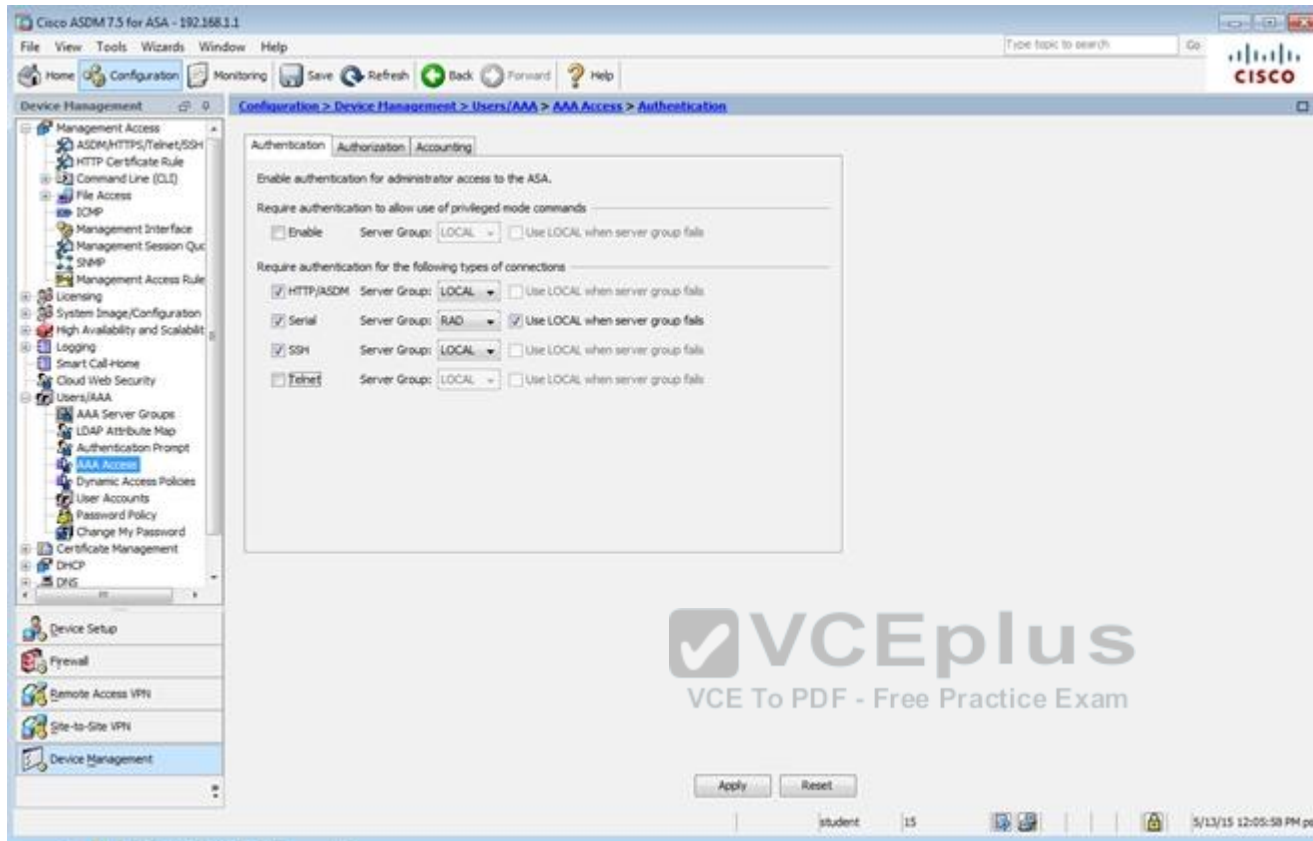 Cisco ASDM 7.5 for ASA - 192.168.1.1
File View Tools Wizards Window Help
Type topic to search Go
Home Configuration Monitoring Save Refresh Back Forward Help
CISCO
Device Management
Configuration > Device Management > Users/AAA > AAA Access > Authentication
Management Access
ASDM/HTTPS/Telnet/SSH
HTTP Certificate Rule
Command Line (CLI)
File Access
ICMP
Management Interface
Management Session Quc
SNMP
Management Access Rule
Licensing
System Image/Configuration
High Availability and Scalabilit
Logging
Smart Call-Home
Cloud Web Security
Users/AAA
AAA Server Groups
LDAP Attribute Map
Authentication Prompt
AAA Access
Dynamic Access Policies
User Accounts
Password Policy
Change My Password
Certificate Management
DHCP
DNS
Device Setup
Firewall
Remote Access VPN
Site-to-Site VPN
Device Management
Authentication Authorization Accounting
Enable authentication for administrator access to the ASA.
Require authentication to allow use of privileged mode commands
Enable Server Group: LOCAL Use LOCAL when server group fails
Require authentication for the following types of connections
HTTP/ASDM Server Group: LOCAL Use LOCAL when server group fails
Serial Server Group: RAD Use LOCAL when server group fails
SSH Server Group: LOCAL Use LOCAL when server group fails
Telnet Server Group: LOCAL Use LOCAL when server group fails
VCEplus
VCE To PDF - Free Practice Exam
Apply Reset
student 15 5/13/15 12:05:58 PM